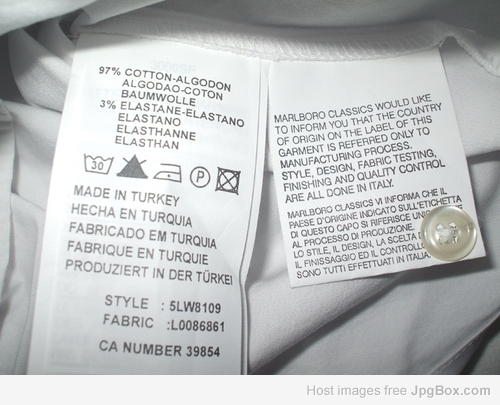 97% COTTON-ALGODON
ALGODAO-COTON
BAUMWOLLE
3% ELASTANE-ELASTANO
ELASTANO
ELASTHANNE
ELASTHAN
30
P
MADE IN TURKEY
HECHA EN TURQUIA
FABRICADO EM TURQUIA
FABRIQUE EN TURQUIE
PRODUZIERT IN DER TÜRKEI
STYLE : 5LW8109
FABRIC :L0086861
CA NUMBER 39854
MARLBORO CLASSICS WOULD LIKE
TO INFORM YOU THAT THE COUNTRY
OF ORIGIN ON THE LABEL OF THIS
GARMENT IS REFERRED ONLY TO
MANUFACTURING PROCESS.
STYLE, DESIGN, FABRIC TESTING,
FINISHING AND QUALITY CONTROL
ARE ALL DONE IN ITALY.
MARLBORO CLASSICS VI INFORMA CHE IL
PAESE D'ORIGINE INDICATO SULL'ETICHETTA
DI QUESTO CAPO SI RIFERISCE
AL PROCESSO DI PRODUZIONE.
LO STILE, IL DESIGN, LA SCELTA
IL FINISSAGGIO ED IL CONTROLLO
SONO TUTTI EFFETTUATI IN ITALIA
Host images free JpgBox.com